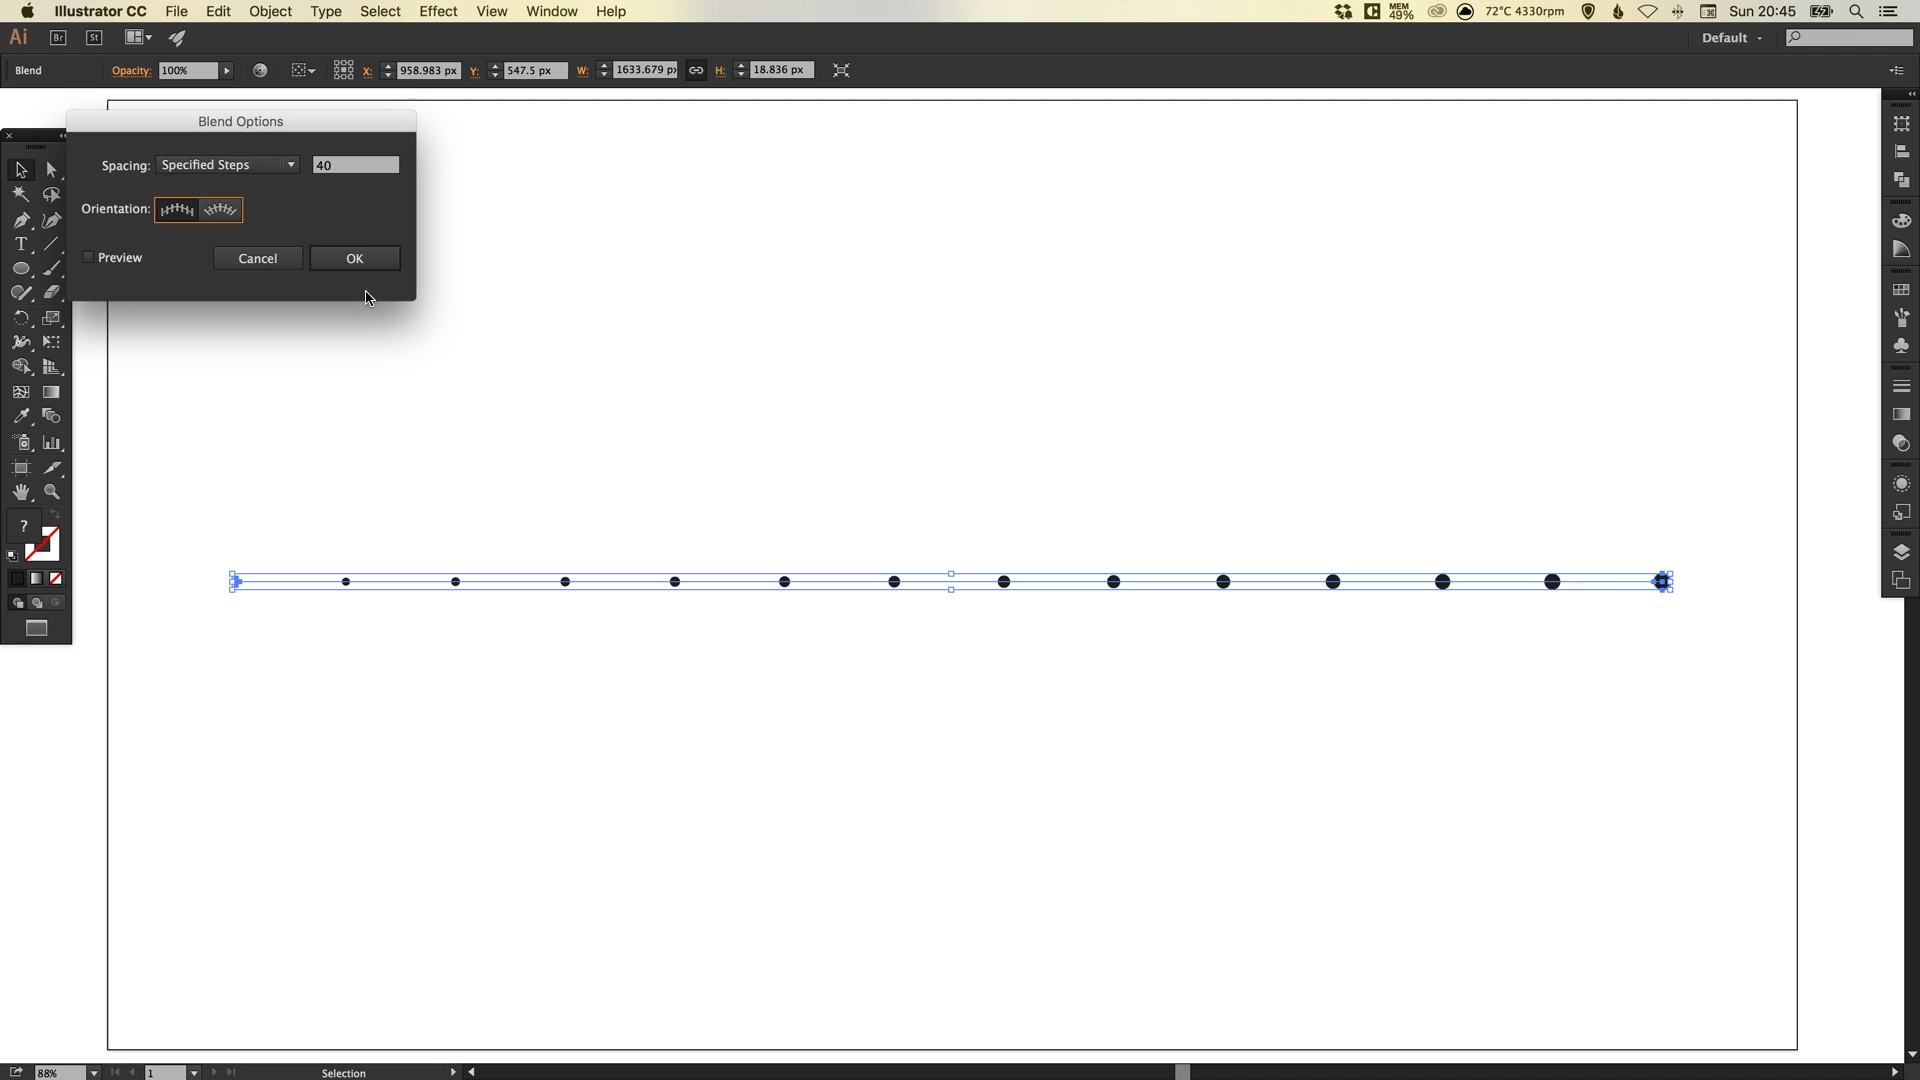 Illustrator CC File Edit Object Type Select Effect View Window Help MEM 49% 72°C 4330rpm Sun 20:45
Ai Br St Default
Blend Opacity: 100% X: 958.983 px Y: 547.5 px W: 1633.679 px H: 18.836 px
Blend Options
Spacing: Specified Steps 40
Orientation:
Preview Cancel OK
T
?
88% 1 Selection